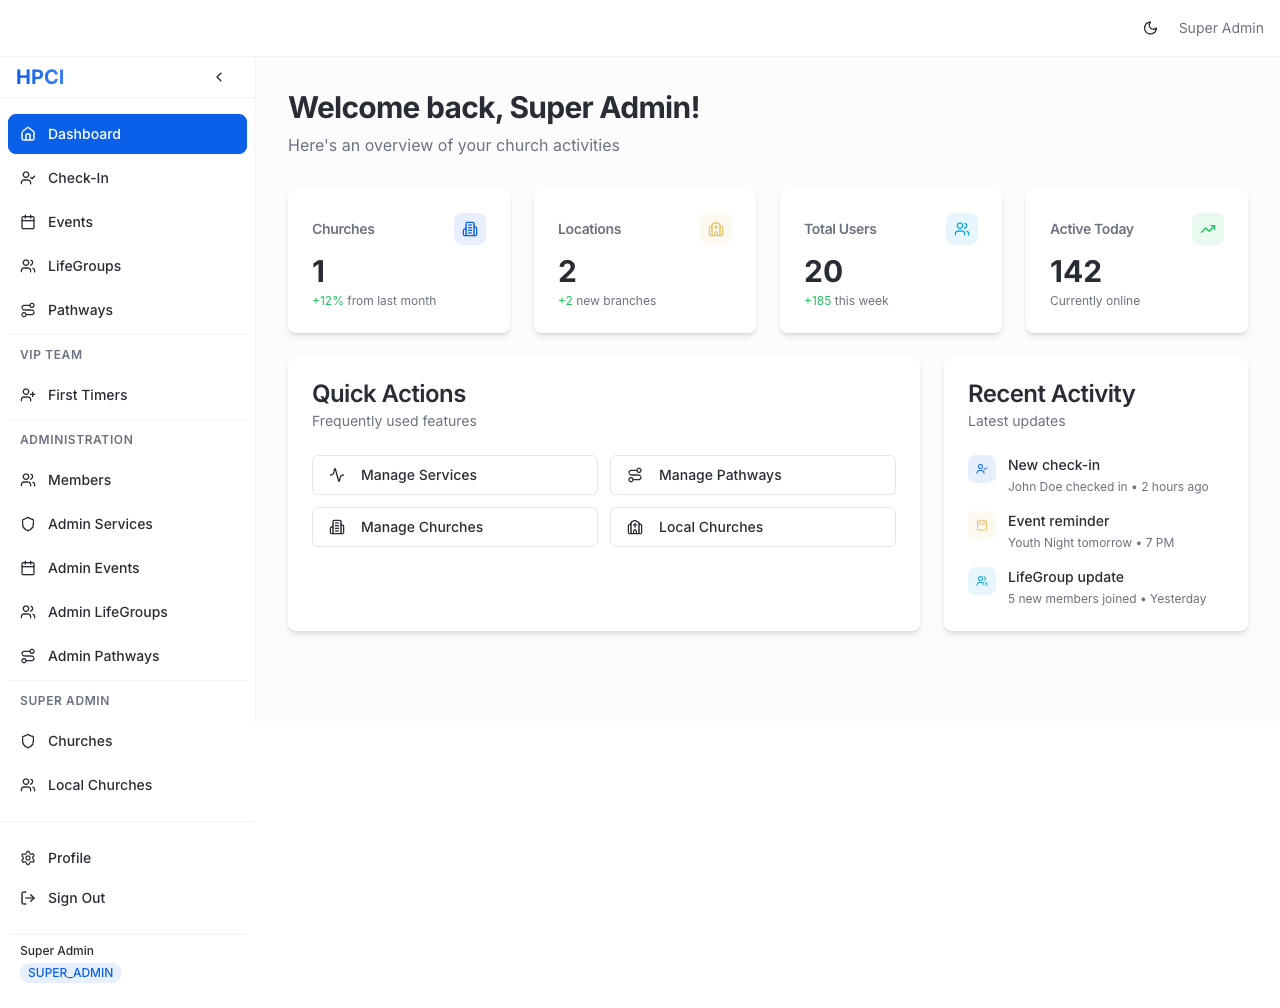 Super Admin
HPCI
Dashboard
Check-In
Events
LifeGroups
Pathways
VIP TEAM
First Timers
ADMINISTRATION
Members
Admin Services
Admin Events
Admin LifeGroups
Admin Pathways
SUPER ADMIN
Churches
Local Churches
Profile
Sign Out
Super Admin
SUPER_ADMIN
Welcome back, Super Admin!
Here's an overview of your church activities
Churches
1
+12% from last month
Locations
2
+2 new branches
Total Users
20
+185 this week
Active Today
142
Currently online
Quick Actions
Frequently used features
Manage Services
Manage Pathways
Manage Churches
Local Churches
Recent Activity
Latest updates
New check-in
John Doe checked in • 2 hours ago
Event reminder
Youth Night tomorrow • 7 PM
LifeGroup update
5 new members joined • Yesterday